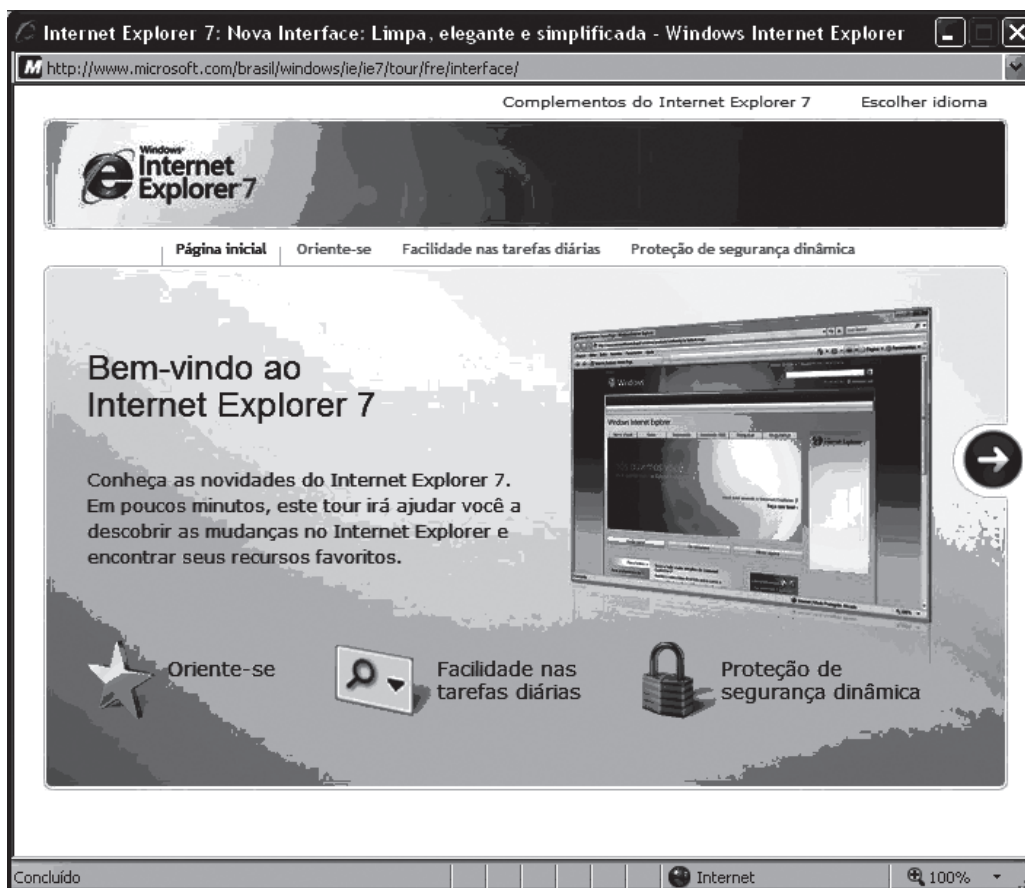 Internet Explorer 7: Nova Interface: Limpa, elegante e simplificada - Windows Internet Explorer
http://www.microsoft.com/brasil/windows/ie/ie7/tour/fre/interface/
Complementos do Internet Explorer 7 Escolher idioma
Windows
Internet
Explorer 7
Página inicial Oriente-se Facilidade nas tarefas diárias Proteção de segurança dinâmica
Bem-vindo ao
Internet Explorer 7
Windows
Windows Internet Explorer
Conheça as novidades do Internet Explorer 7.
Em poucos minutos, este tour irá ajudar você a
descobrir as mudanças no Internet Explorer e
encontrar seus recursos favoritos.
Oriente-se
Facilidade nas
tarefas diárias
Proteção de
segurança dinâmica
Concluído Internet 100%